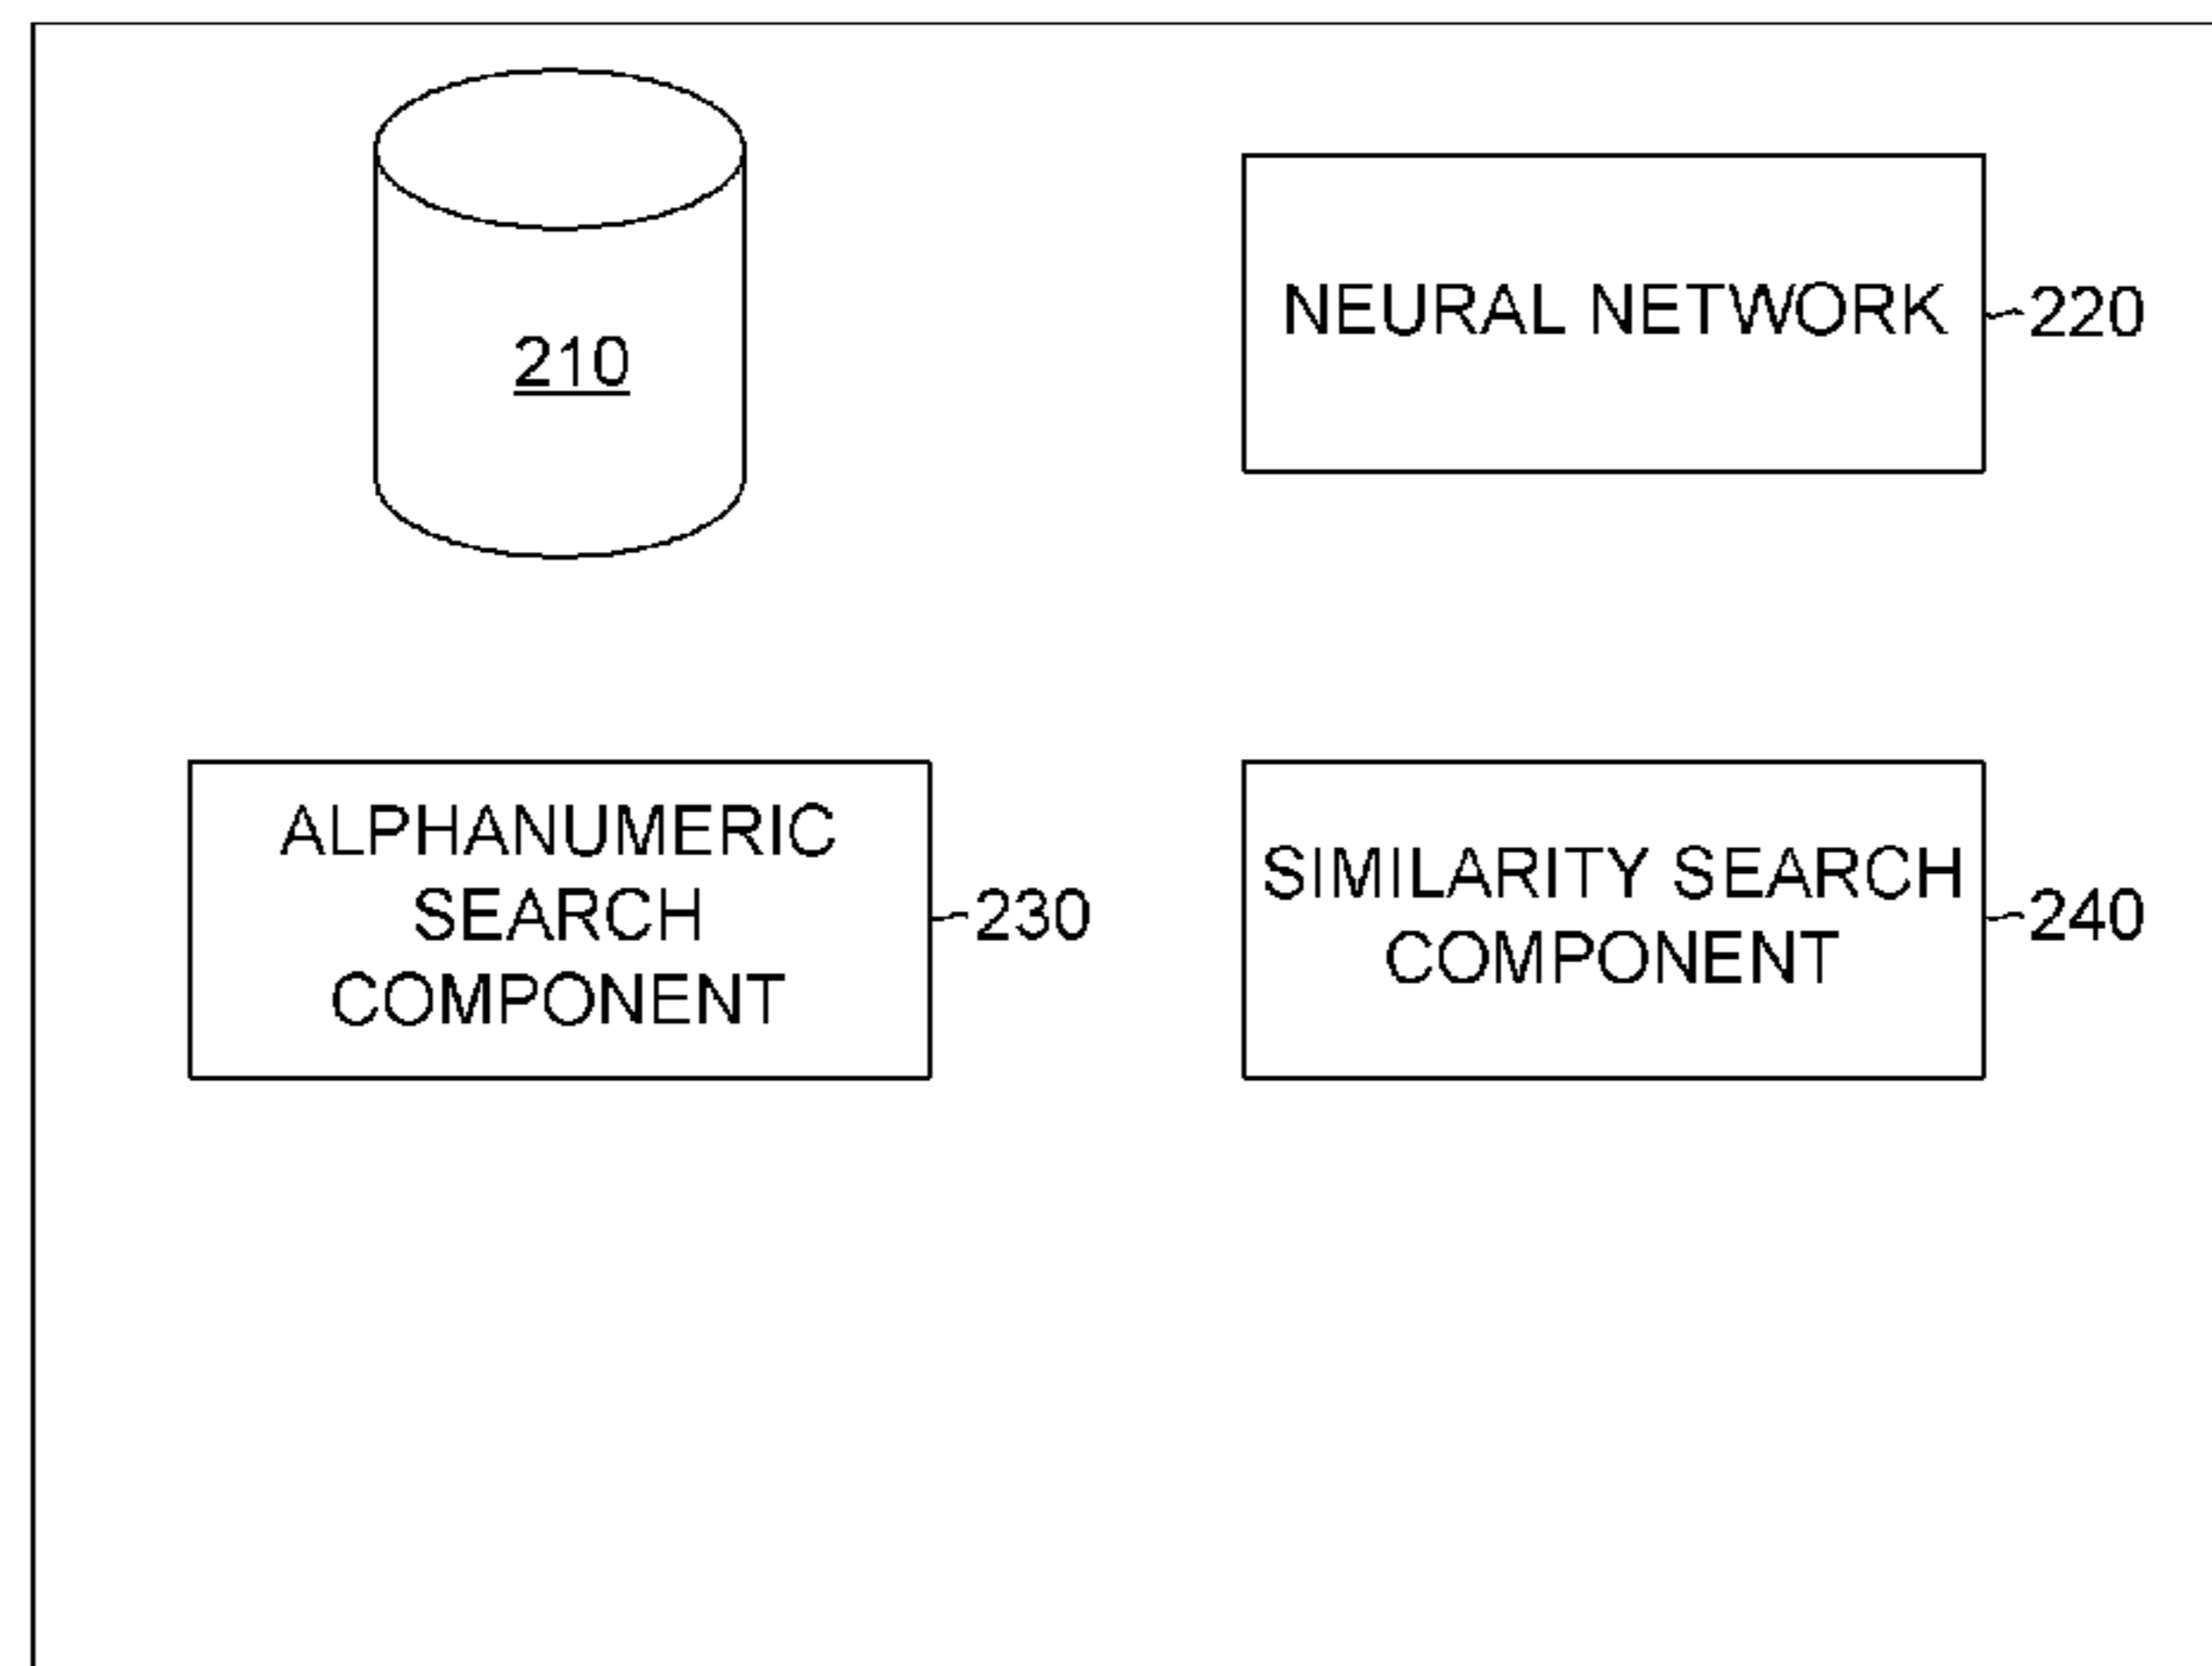 210
NEURAL NETWORK
220
ALPHANUMERIC
SEARCH
COMPONENT
230
SIMILARITY SEARCH
COMPONENT
240